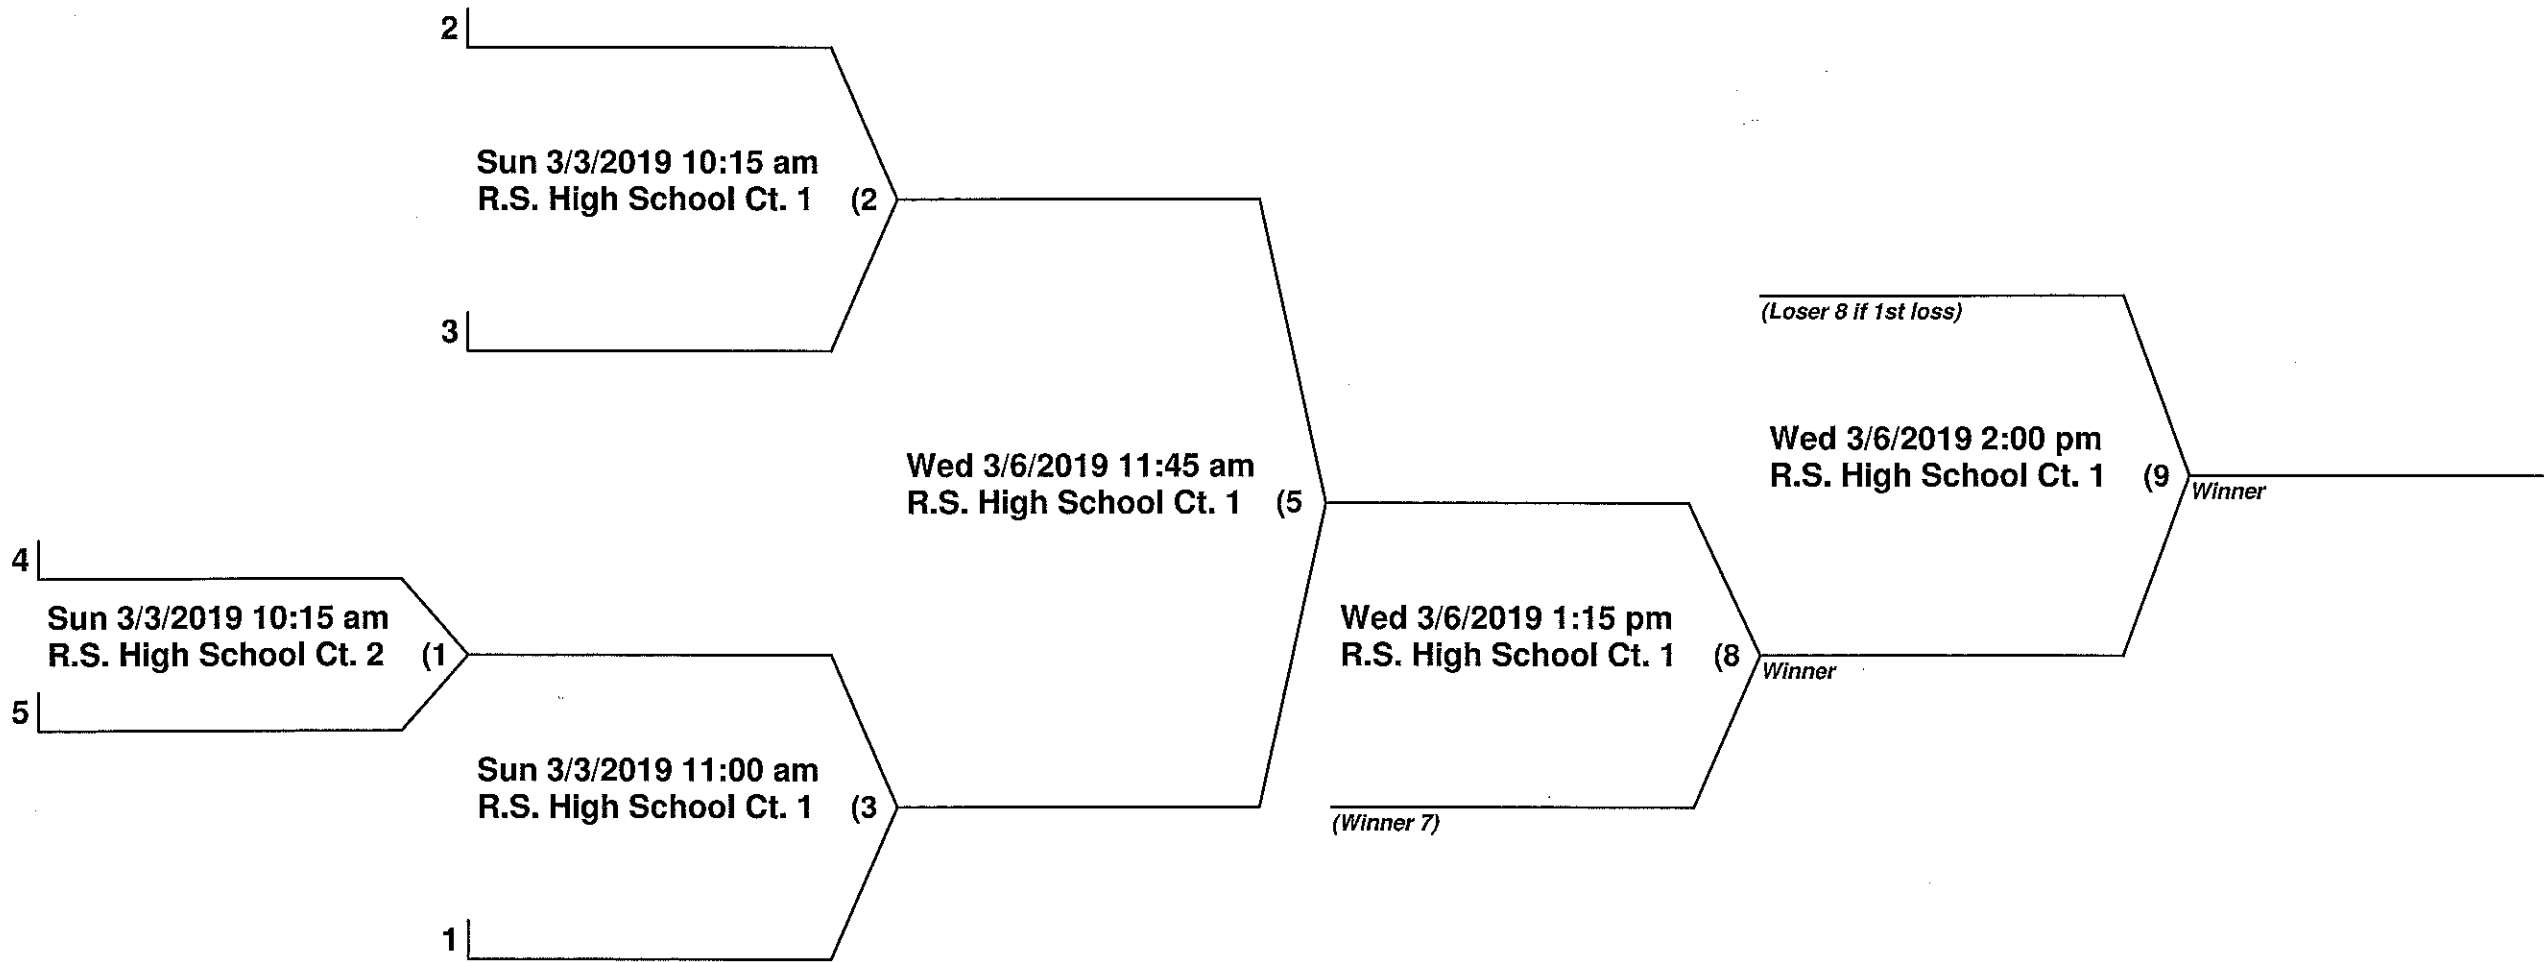 2
Sun 3/3/2019 10:15 am
R.S. High School Ct. 1 (2
3
(Loser 8 if 1st loss)
Wed 3/6/2019 2:00 pm
R.S. High School Ct. 1 (9
Winner
Wed 3/6/2019 11:45 am
R.S. High School Ct. 1 (5
4
Sun 3/3/2019 10:15 am
R.S. High School Ct. 2 (1
5
Wed 3/6/2019 1:15 pm
R.S. High School Ct. 1 (8
Winner
Sun 3/3/2019 11:00 am
R.S. High School Ct. 1 (3
(Winner 7)
1